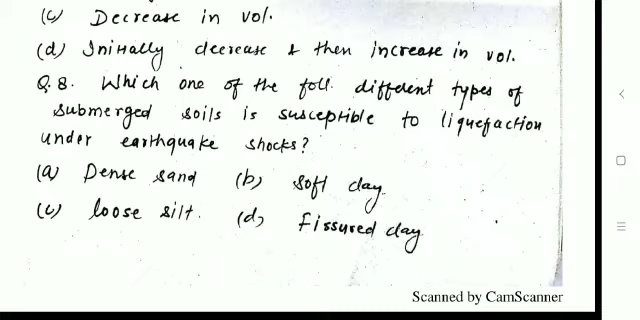 (c) Decrease in vol.
(d) Initially decrease & then increase in vol.
Q.8. Which one of the foll. different types of
submerged soils is susceptible to liquefaction
under earthquake shocks?
(a) Dense sand (b) soft clay
(c) loose silt. (d) Fissured clay
Scanned by CamScanner